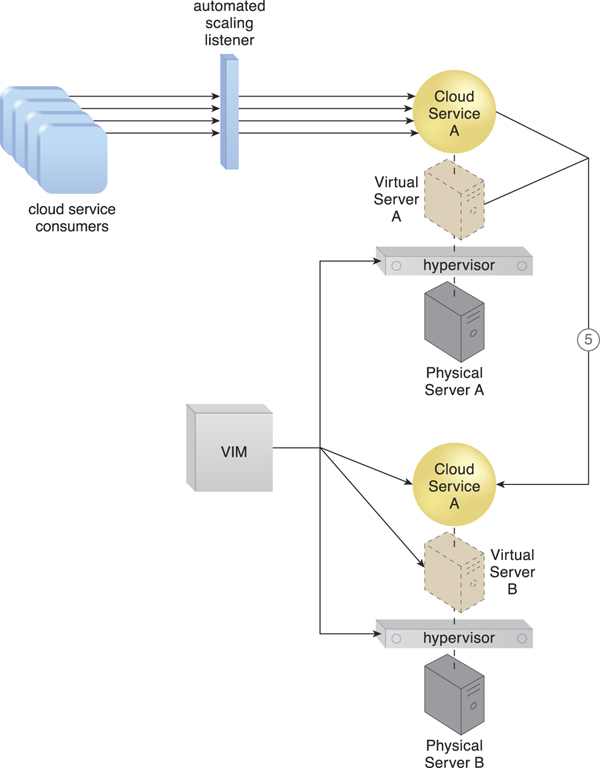 automated
scaling
listener
Cloud
Service
A
cloud service
consumers
Virtual
Server
A
hypervisor
Physical
Server A
5
VIM
Cloud
Service
A
Virtual
Server
B
hypervisor
Physical
Server B